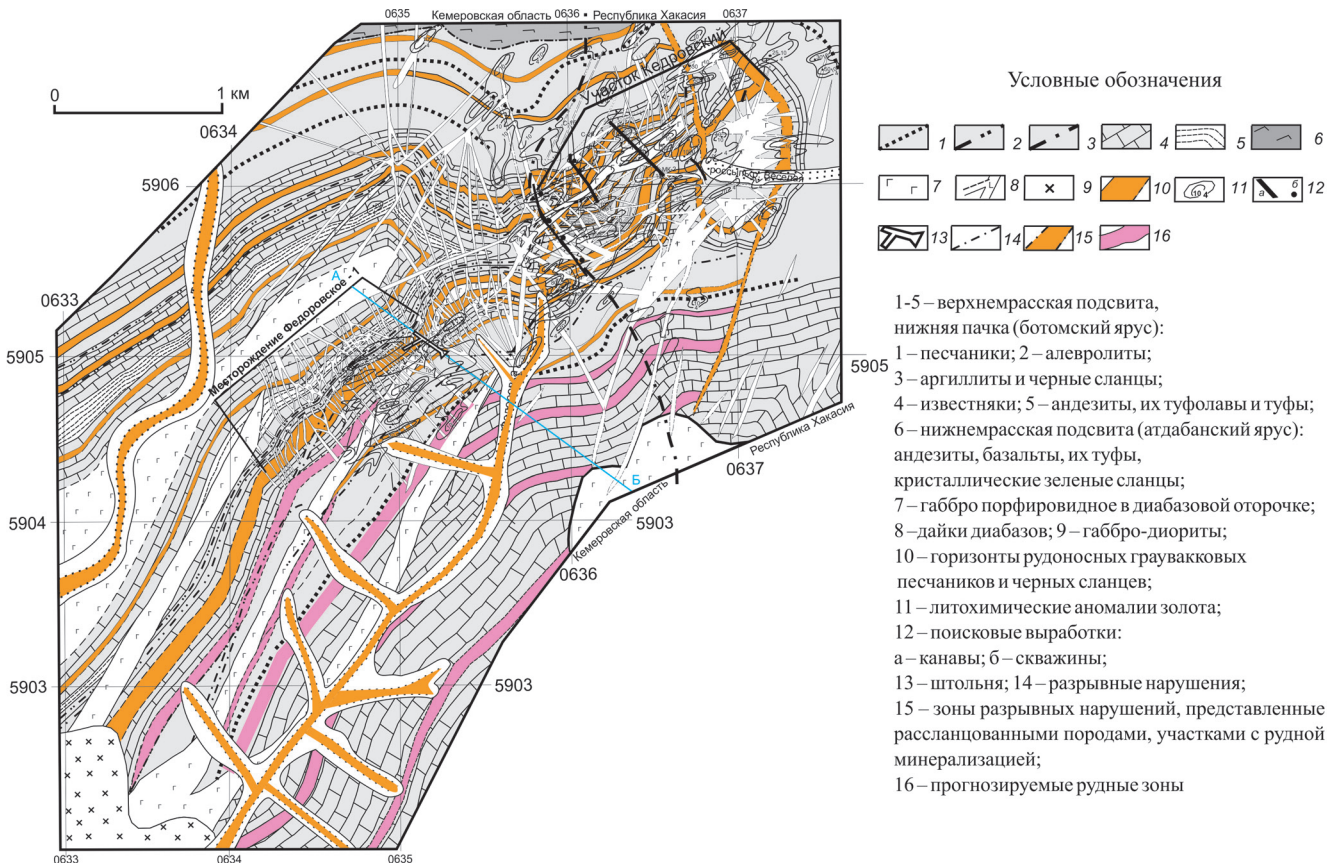 Кемеровская область
Республика Хакасия
0635
0636
0637
0
1 км
0634
Участок Кедровский
5906
0633
А
Месторождение Федоровское - 1
5905
5905
5904
Б
0637
Республика Хакасия
Кемеровская область
5903
0636
5903
5903
0633
0634
0635
Условные обозначения
1
2
3
4
5
6
7
8
9
10
11
а
б
12
13
14
15
16
1-5 – верхнемрасская подсвита,
нижняя пачка (ботомский ярус):
1 – песчаники; 2 – алевролиты;
3 – аргиллиты и черные сланцы;
4 – известняки; 5 – андезиты, их туфолавы и туфы;
6 – нижнемрасская подсвита (атдабанский ярус):
андезиты, базальты, их туфы,
кристаллические зеленые сланцы;
7 – габбро порфировидное в диабазовой оторочке;
8 – дайки диабазов; 9 – габбро-диориты;
10 – горизонты рудоносных граувакковых
песчаников и черных сланцев;
11 – литохимические аномалии золота;
12 – поисковые выработки:
а – канавы; б – скважины;
13 – штольня; 14 – разрывные нарушения;
15 – зоны разрывных нарушений, представленные
рассланцованными породами, участками с рудной
минерализацией;
16 – прогнозируемые рудные зоны